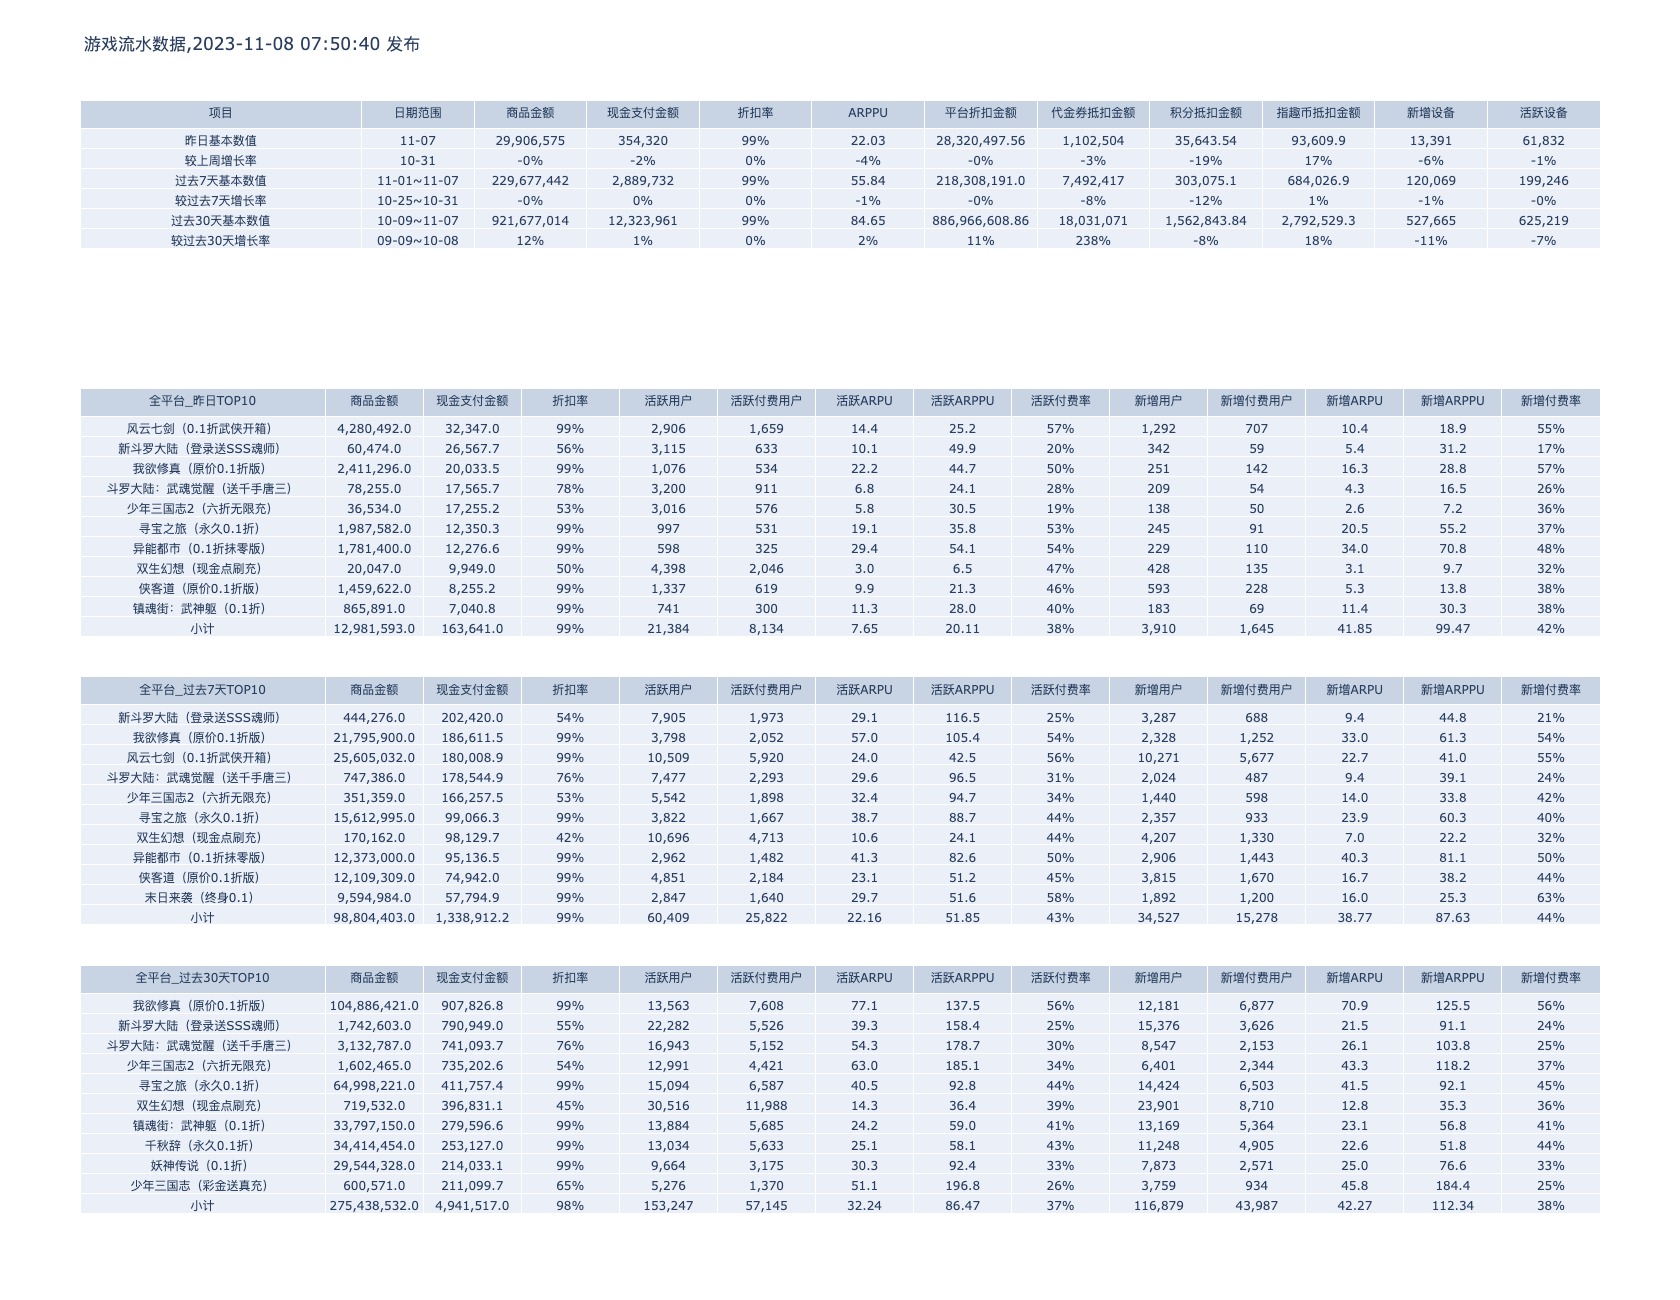 游戏流水数据,2023-11-08 07:50:40 发布
项目 日期范围 商品金额 现金支付金额 折扣率 ARPPU 平台折扣金额 代金券抵扣金额 积分抵扣金额 指趣币抵扣金额 新增设备 活跃设备
昨日基本数值 11-07 29,906,575 354,320 99% 22.03 28,320,497.56 1,102,504 35,643.54 93,609.9 13,391 61,832
较上周增长率 10-31 -0% -2% 0% -4% -0% -3% -19% 17% -6% -1%
过去7天基本数值 11-01~11-07 229,677,442 2,889,732 99% 55.84 218,308,191.0 7,492,417 303,075.1 684,026.9 120,069 199,246
较过去7天增长率 10-25~10-31 -0% 0% 0% -1% -0% -8% -12% 1% -1% -0%
过去30天基本数值 10-09~11-07 921,677,014 12,323,961 99% 84.65 886,966,608.86 18,031,071 1,562,843.84 2,792,529.3 527,665 625,219
较过去30天增长率 09-09~10-08 12% 1% 0% 2% 11% 238% -8% 18% -11% -7%
全平台_昨日TOP10 商品金额 现金支付金额 折扣率 活跃用户 活跃付费用户 活跃ARPU 活跃ARPPU 活跃付费率 新增用户 新增付费用户 新增ARPU 新增ARPPU 新增付费率
风云七剑（0.1折武侠开箱） 4,280,492.0 32,347.0 99% 2,906 1,659 14.4 25.2 57% 1,292 707 10.4 18.9 55%
新斗罗大陆（登录送SSS魂师） 60,474.0 26,567.7 56% 3,115 633 10.1 49.9 20% 342 59 5.4 31.2 17%
我欲修真（原价0.1折版） 2,411,296.0 20,033.5 99% 1,076 534 22.2 44.7 50% 251 142 16.3 28.8 57%
斗罗大陆：武魂觉醒（送千手唐三） 78,255.0 17,565.7 78% 3,200 911 6.8 24.1 28% 209 54 4.3 16.5 26%
少年三国志2（六折无限充） 36,534.0 17,255.2 53% 3,016 576 5.8 30.5 19% 138 50 2.6 7.2 36%
寻宝之旅（永久0.1折） 1,987,582.0 12,350.3 99% 997 531 19.1 35.8 53% 245 91 20.5 55.2 37%
异能都市（0.1折抹零版） 1,781,400.0 12,276.6 99% 598 325 29.4 54.1 54% 229 110 34.0 70.8 48%
双生幻想（现金点刷充） 20,047.0 9,949.0 50% 4,398 2,046 3.0 6.5 47% 428 135 3.1 9.7 32%
侠客道（原价0.1折版） 1,459,622.0 8,255.2 99% 1,337 619 9.9 21.3 46% 593 228 5.3 13.8 38%
镇魂街：武神躯（0.1折） 865,891.0 7,040.8 99% 741 300 11.3 28.0 40% 183 69 11.4 30.3 38%
小计 12,981,593.0 163,641.0 99% 21,384 8,134 7.65 20.11 38% 3,910 1,645 41.85 99.47 42%
全平台_过去7天TOP10 商品金额 现金支付金额 折扣率 活跃用户 活跃付费用户 活跃ARPU 活跃ARPPU 活跃付费率 新增用户 新增付费用户 新增ARPU 新增ARPPU 新增付费率
新斗罗大陆（登录送SSS魂师） 444,276.0 202,420.0 54% 7,905 1,973 29.1 116.5 25% 3,287 688 9.4 44.8 21%
我欲修真（原价0.1折版） 21,795,900.0 186,611.5 99% 3,798 2,052 57.0 105.4 54% 2,328 1,252 33.0 61.3 54%
风云七剑（0.1折武侠开箱） 25,605,032.0 180,008.9 99% 10,509 5,920 24.0 42.5 56% 10,271 5,677 22.7 41.0 55%
斗罗大陆：武魂觉醒（送千手唐三） 747,386.0 178,544.9 76% 7,477 2,293 29.6 96.5 31% 2,024 487 9.4 39.1 24%
少年三国志2（六折无限充） 351,359.0 166,257.5 53% 5,542 1,898 32.4 94.7 34% 1,440 598 14.0 33.8 42%
寻宝之旅（永久0.1折） 15,612,995.0 99,066.3 99% 3,822 1,667 38.7 88.7 44% 2,357 933 23.9 60.3 40%
双生幻想（现金点刷充） 170,162.0 98,129.7 42% 10,696 4,713 10.6 24.1 44% 4,207 1,330 7.0 22.2 32%
异能都市（0.1折抹零版） 12,373,000.0 95,136.5 99% 2,962 1,482 41.3 82.6 50% 2,906 1,443 40.3 81.1 50%
侠客道（原价0.1折版） 12,109,309.0 74,942.0 99% 4,851 2,184 23.1 51.2 45% 3,815 1,670 16.7 38.2 44%
末日来袭（终身0.1） 9,594,984.0 57,794.9 99% 2,847 1,640 29.7 51.6 58% 1,892 1,200 16.0 25.3 63%
小计 98,804,403.0 1,338,912.2 99% 60,409 25,822 22.16 51.85 43% 34,527 15,278 38.77 87.63 44%
全平台_过去30天TOP10 商品金额 现金支付金额 折扣率 活跃用户 活跃付费用户 活跃ARPU 活跃ARPPU 活跃付费率 新增用户 新增付费用户 新增ARPU 新增ARPPU 新增付费率
我欲修真（原价0.1折版） 104,886,421.0 907,826.8 99% 13,563 7,608 77.1 137.5 56% 12,181 6,877 70.9 125.5 56%
新斗罗大陆（登录送SSS魂师） 1,742,603.0 790,949.0 55% 22,282 5,526 39.3 158.4 25% 15,376 3,626 21.5 91.1 24%
斗罗大陆：武魂觉醒（送千手唐三） 3,132,787.0 741,093.7 76% 16,943 5,152 54.3 178.7 30% 8,547 2,153 26.1 103.8 25%
少年三国志2（六折无限充） 1,602,465.0 735,202.6 54% 12,991 4,421 63.0 185.1 34% 6,401 2,344 43.3 118.2 37%
寻宝之旅（永久0.1折） 64,998,221.0 411,757.4 99% 15,094 6,587 40.5 92.8 44% 14,424 6,503 41.5 92.1 45%
双生幻想（现金点刷充） 719,532.0 396,831.1 45% 30,516 11,988 14.3 36.4 39% 23,901 8,710 12.8 35.3 36%
镇魂街：武神躯（0.1折） 33,797,150.0 279,596.6 99% 13,884 5,685 24.2 59.0 41% 13,169 5,364 23.1 56.8 41%
千秋辞（永久0.1折） 34,414,454.0 253,127.0 99% 13,034 5,633 25.1 58.1 43% 11,248 4,905 22.6 51.8 44%
妖神传说（0.1折） 29,544,328.0 214,033.1 99% 9,664 3,175 30.3 92.4 33% 7,873 2,571 25.0 76.6 33%
少年三国志（彩金送真充） 600,571.0 211,099.7 65% 5,276 1,370 51.1 196.8 26% 3,759 934 45.8 184.4 25%
小计 275,438,532.0 4,941,517.0 98% 153,247 57,145 32.24 86.47 37% 116,879 43,987 42.27 112.34 38%